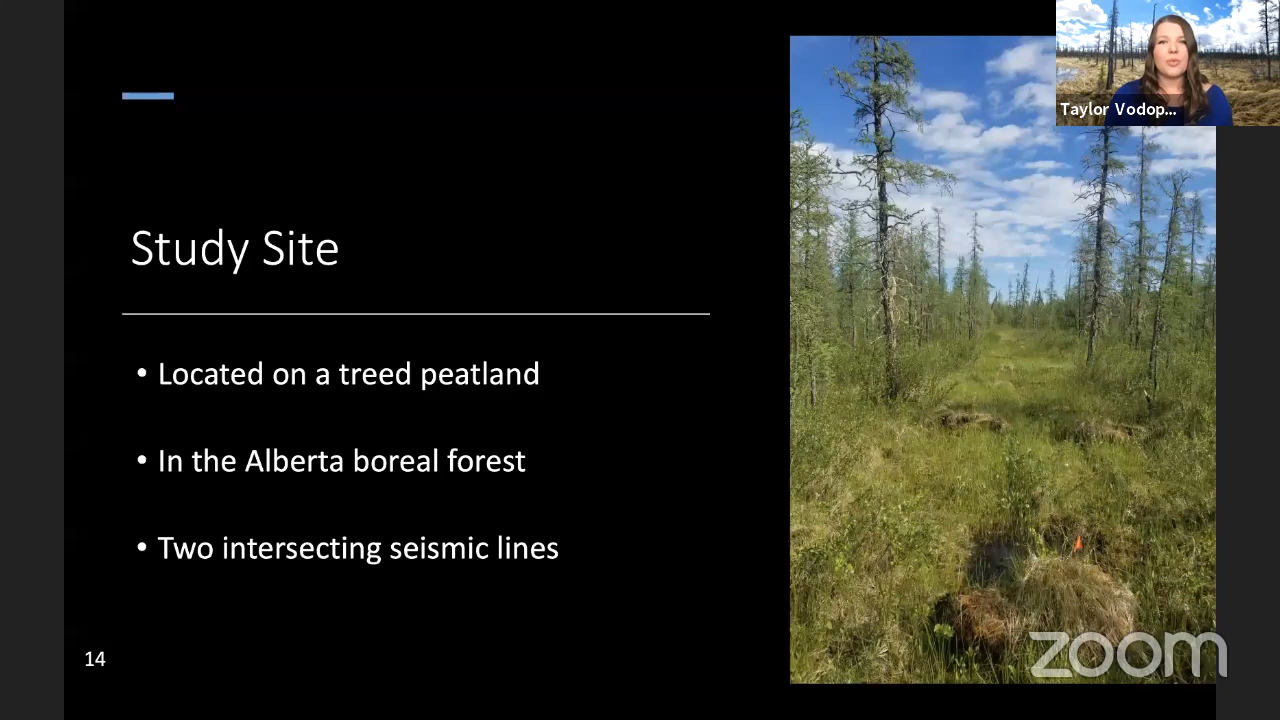 Taylor Vodop...
Study Site
• Located on a treed peatland
• In the Alberta boreal forest
• Two intersecting seismic lines
14
zoom